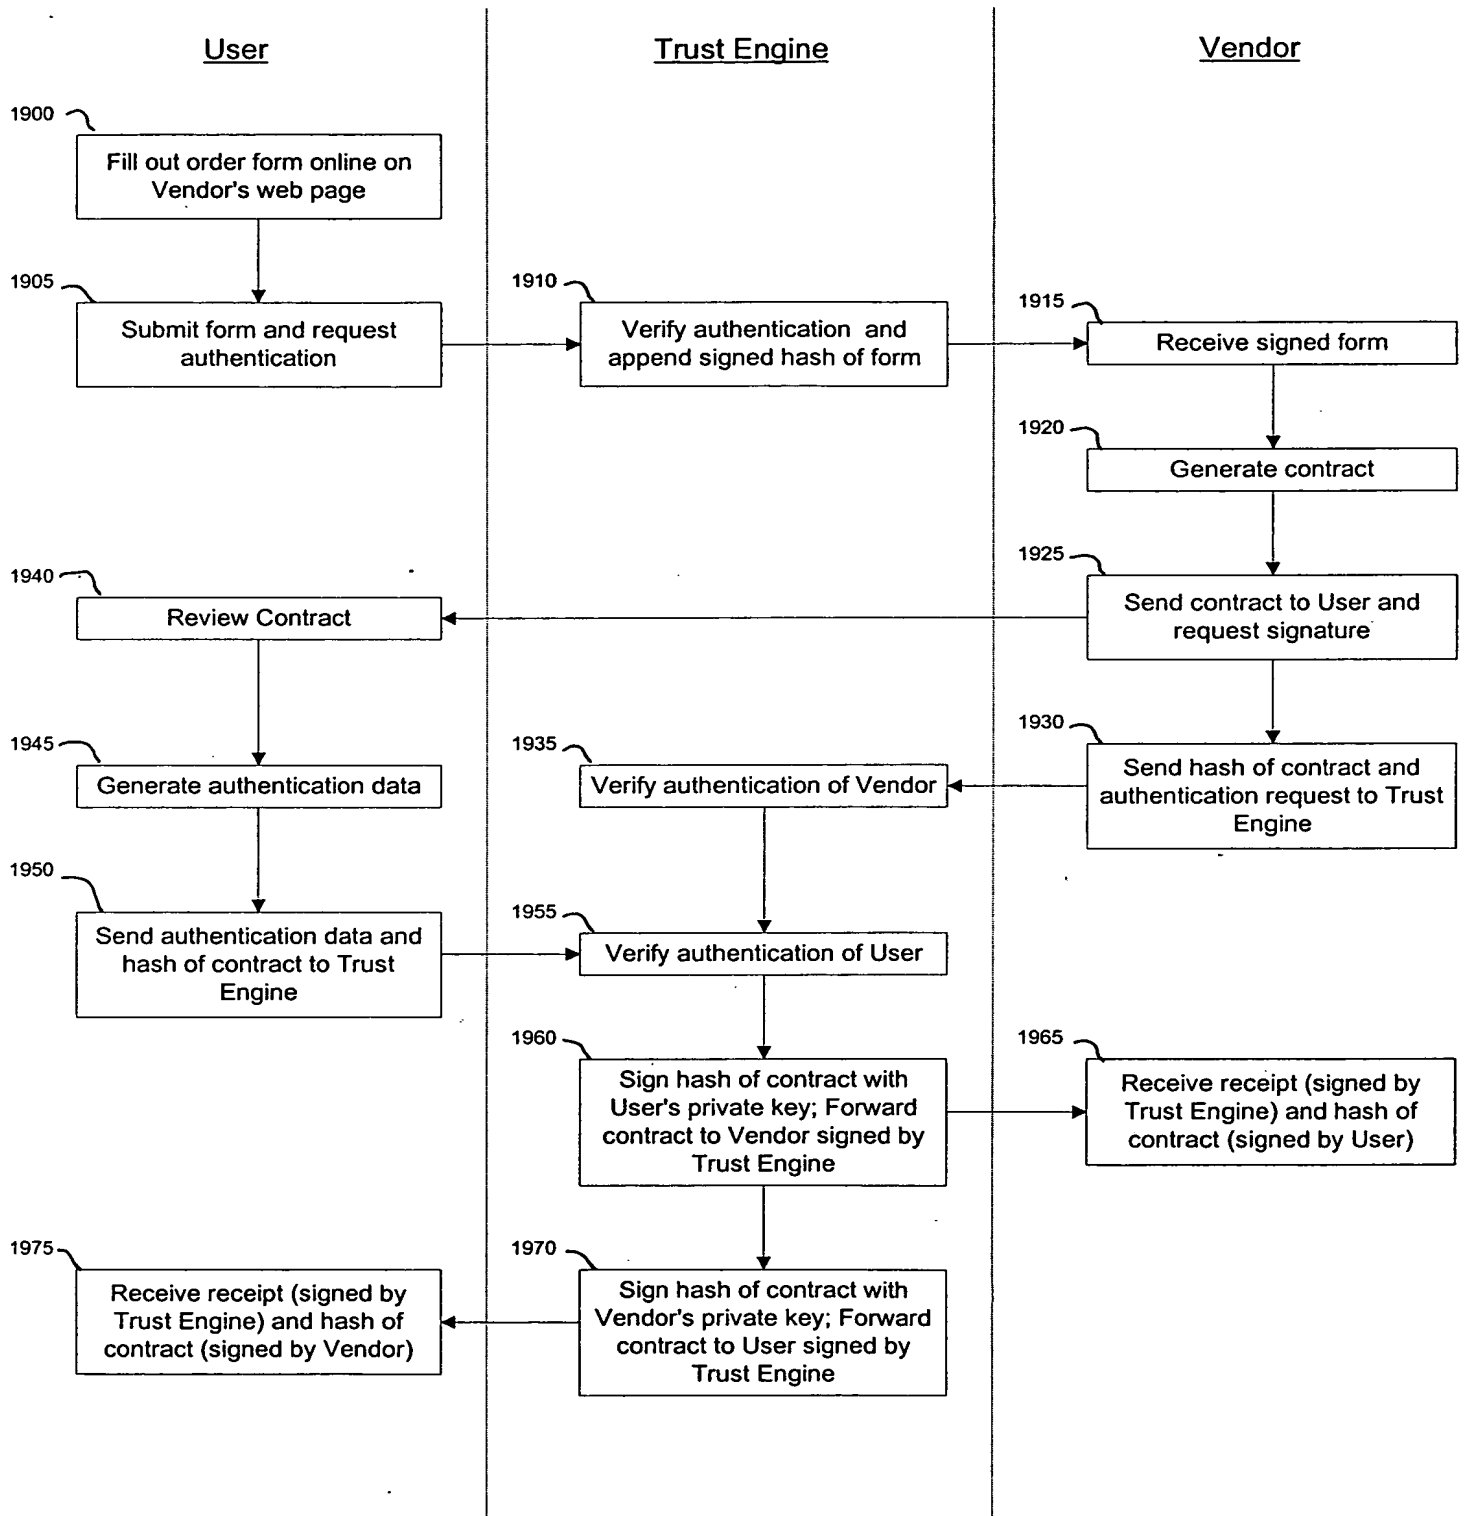 User
Trust Engine
Vendor
1900
Fill out order form online on
Vendor's web page
1905
Submit form and request
authentication
1910
Verify authentication and
append signed hash of form
1915
Receive signed form
1920
Generate contract
1925
Send contract to User and
request signature
1930
Send hash of contract and
authentication request to Trust
Engine
1935
Verify authentication of Vendor
1940
Review Contract
1945
Generate authentication data
1950
Send authentication data and
hash of contract to Trust
Engine
1955
Verify authentication of User
1960
Sign hash of contract with
User's private key; Forward
contract to Vendor signed by
Trust Engine
1965
Receive receipt (signed by
Trust Engine) and hash of
contract (signed by User)
1970
Sign hash of contract with
Vendor's private key; Forward
contract to User signed by
Trust Engine
1975
Receive receipt (signed by
Trust Engine) and hash of
contract (signed by Vendor)